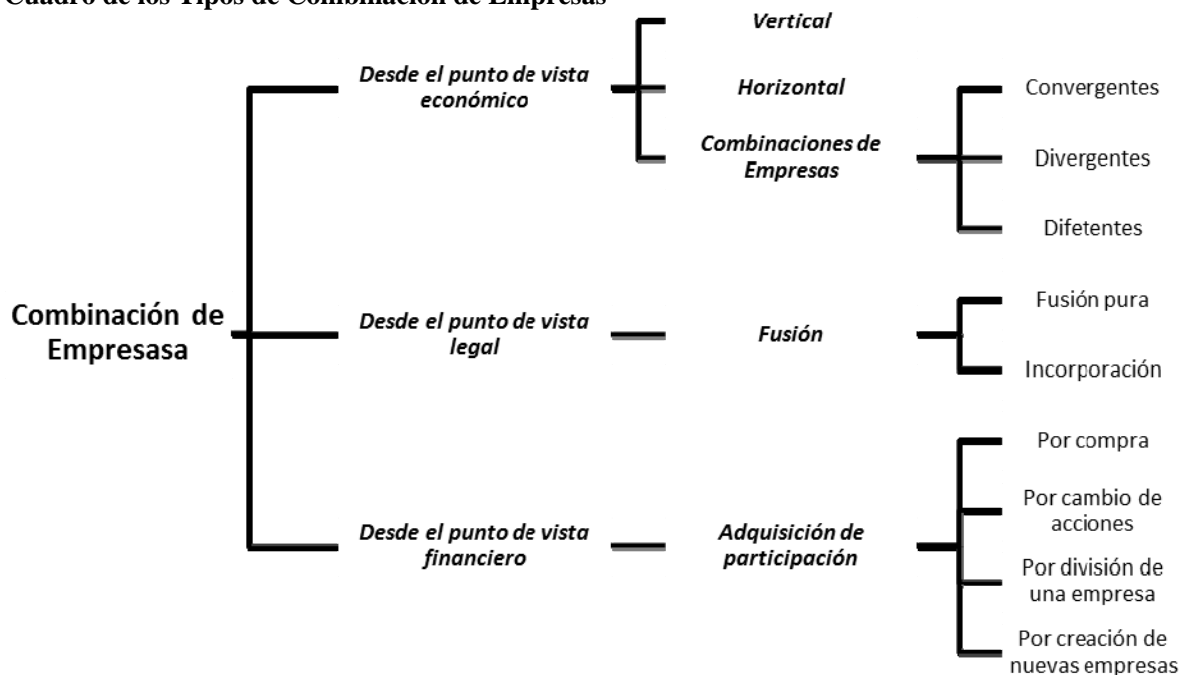 Cuadro de los Tipos de Combinación de Empresas
Combinación de
Empresasa
Desde el punto de vista
económico
Vertical
Horizontal
Combinaciones de
Empresas
Convergentes
Divergentes
Difetentes
Desde el punto de vista
legal
Fusión
Fusión pura
Incorporación
Desde el punto de vista
financiero
Adquisición de
participación
Por compra
Por cambio de
acciones
Por división de
una empresa
Por creación de
nuevas empresas